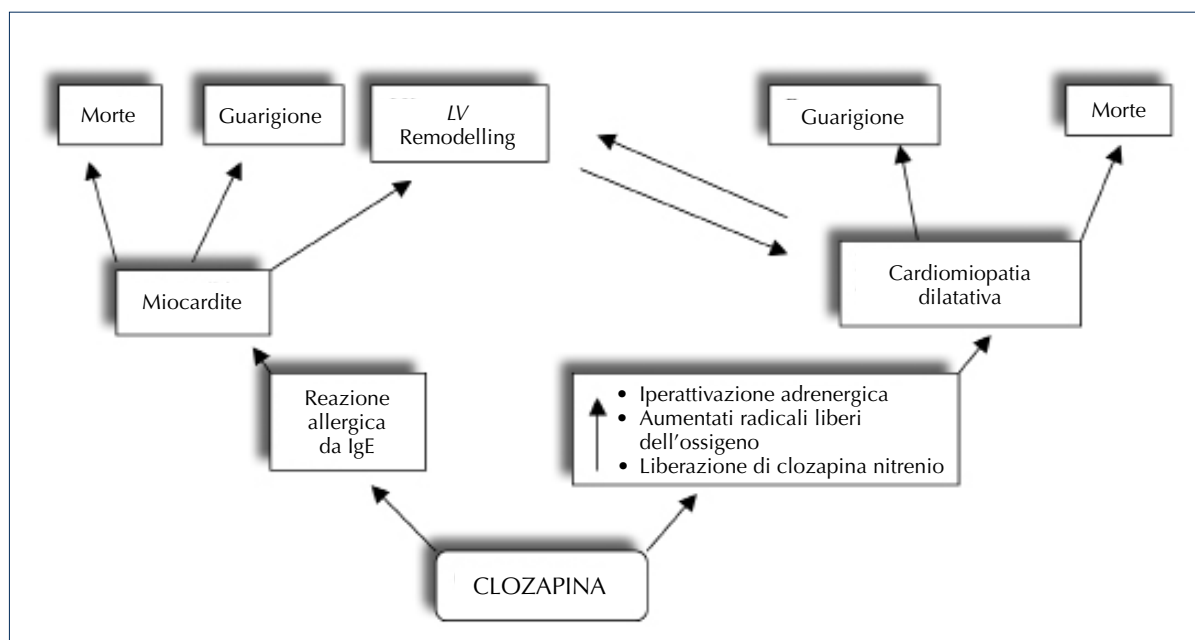 Morte
Guarigione
LV
Remodelling
Guarigione
Morte
Miocardite
Cardiomiopatia
dilatativa
Reazione
allergica
da IgE
• Iperattivazione adrenergica
• Aumentati radicali liberi
dell’ossigeno
• Liberazione di clozapina nitrenio
CLOZAPINA